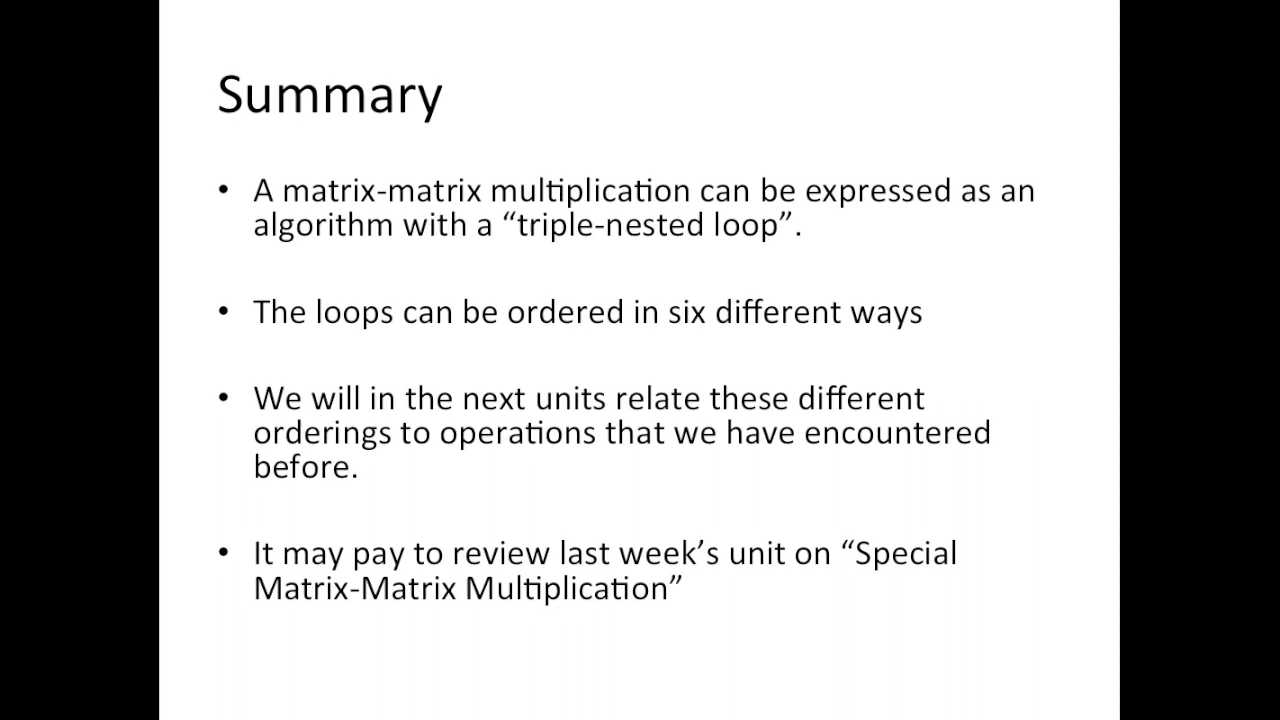 Summary
• A matrix-matrix multiplication can be expressed as an
algorithm with a “triple-nested loop”.
• The loops can be ordered in six different ways
• We will in the next units relate these different
orderings to operations that we have encountered
before.
• It may pay to review last week’s unit on “Special
Matrix-Matrix Multiplication”